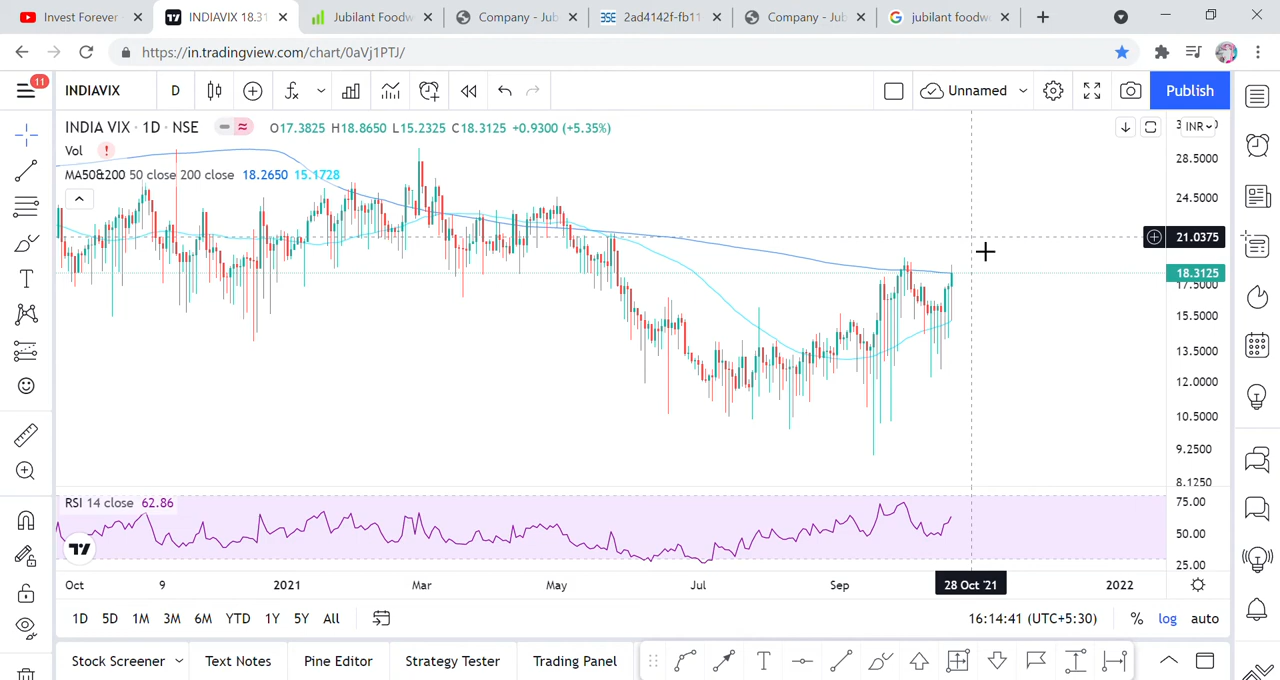 Invest Forever
INDIAVIX 18.31
Jubilant Foodw
Company - Jub
2ad4142f-fb11
Company - Jub
jubilant foodw
https://in.tradingview.com/chart/0aVj1PTJ/
11
INDIAVIX
D
Unnamed
Publish
INDIA VIX · 1D · NSE
O17.3825 H18.8650 L15.2325 C18.3125 +0.9300 (+5.35%)
INR
Vol
MA50&200 50 close 200 close 18.2650 15.1728
28.5000
24.5000
21.0375
18.3125
17.5000
15.5000
13.5000
12.0000
10.5000
9.2500
8.1250
RSI 14 close 62.86
75.00
50.00
25.00
Oct 9 2021 Mar May Jul Sep 28 Oct '21 2022
1D 5D 1M 3M 6M YTD 1Y 5Y All
16:14:41 (UTC+5:30) % log auto
Stock Screener Text Notes Pine Editor Strategy Tester Trading Panel